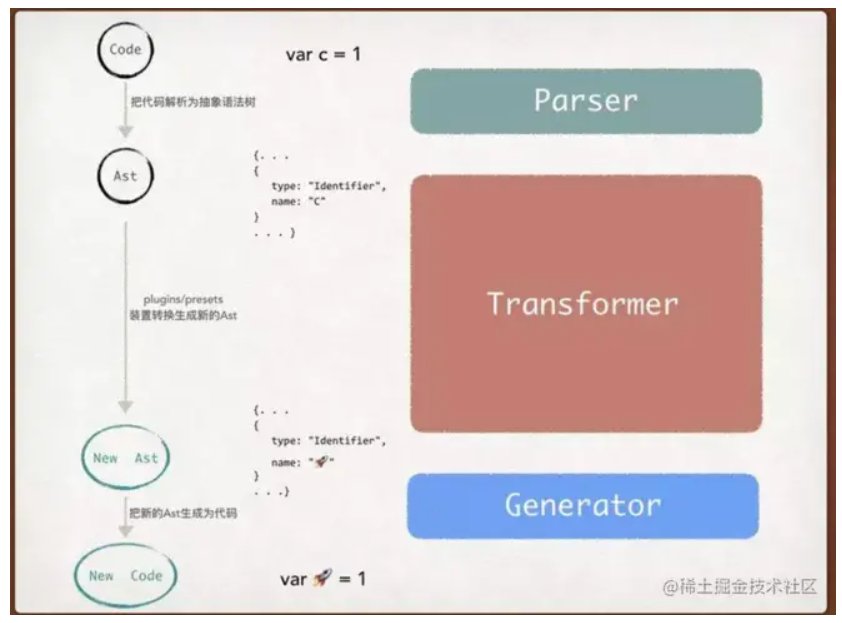 Code
var c = 1
把代码解析为抽象语法树
Parser
Ast
{. . .
{
type: "Identifier",
name: "C"
}
. . . }
plugins/presets
装置转换生成新的Ast
Transformer
{. . .
{
type: "Identifier",
name: "🚀"
}
. . .}
New Ast
把新的Ast生成为代码
Generator
New Code
var 🚀 = 1
@稀土掘金技术社区